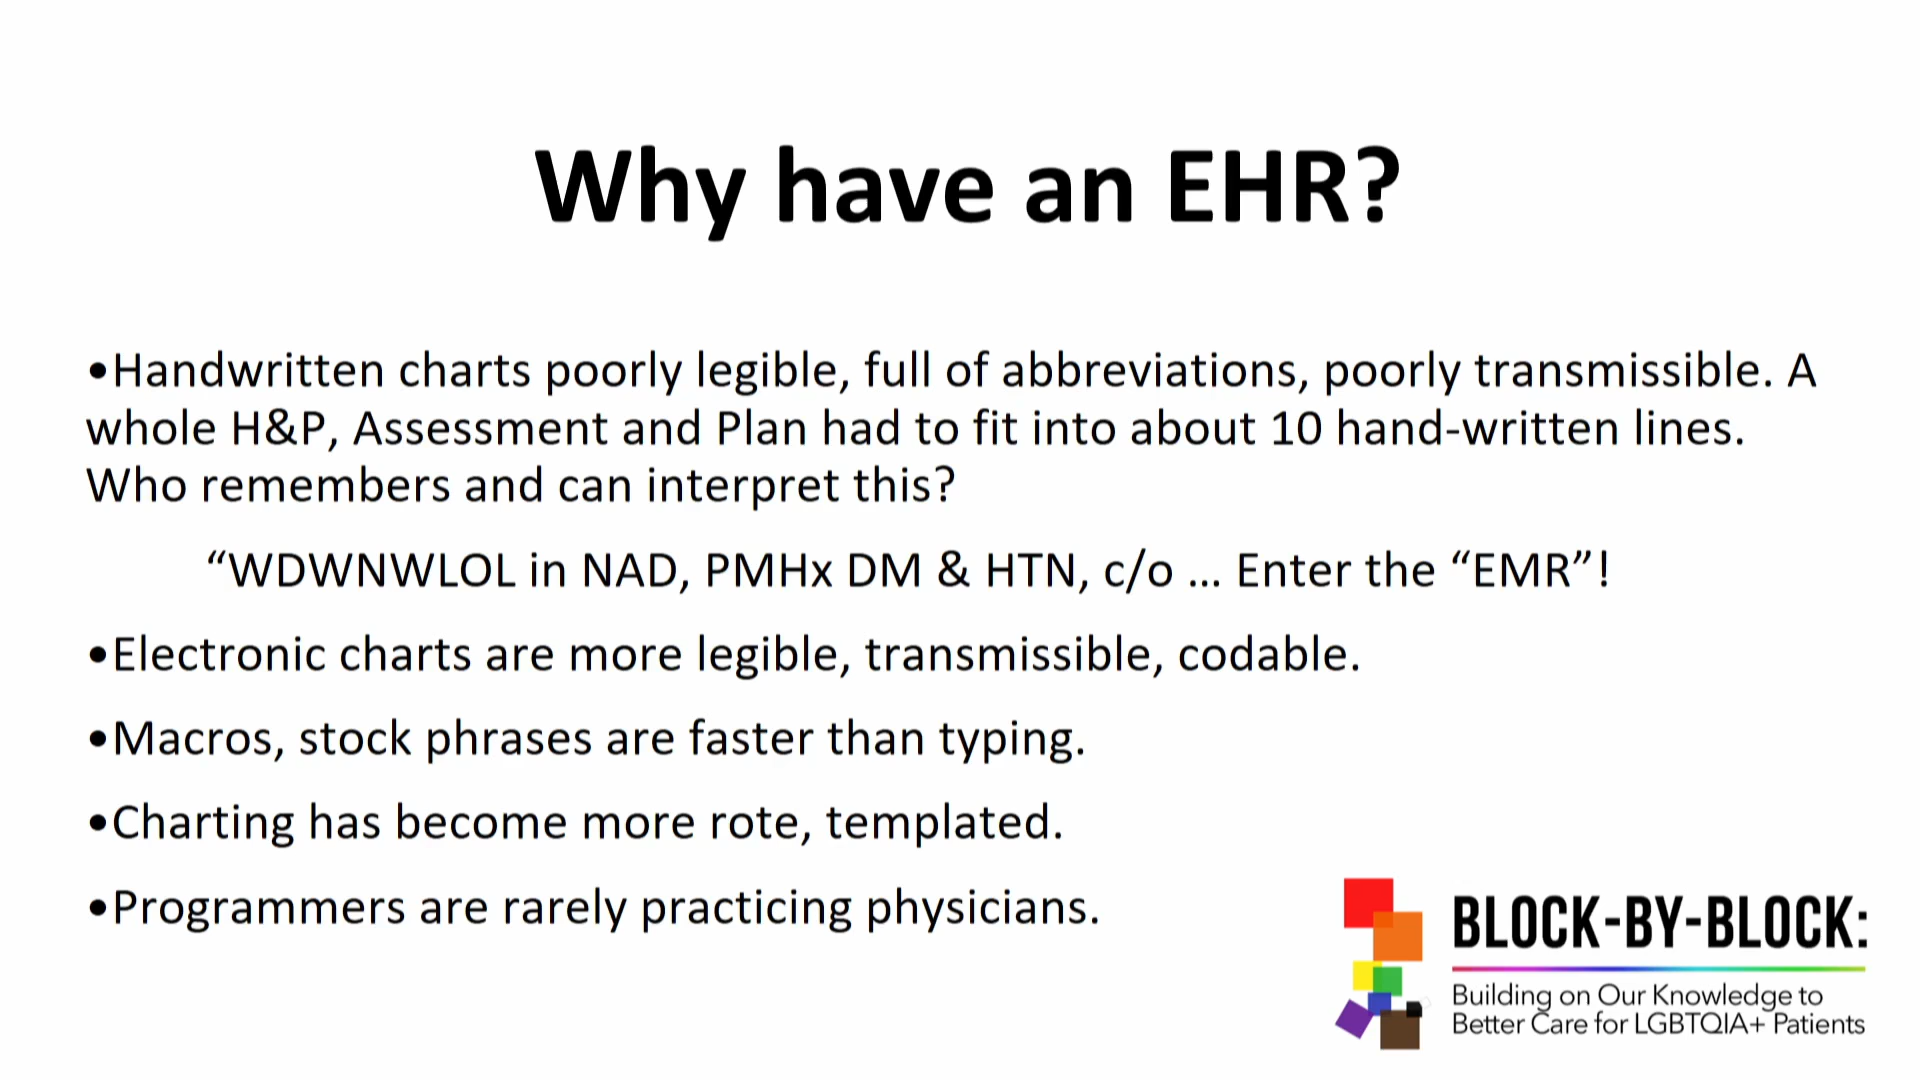 Why have an EHR?
•Handwritten charts poorly legible, full of abbreviations, poorly transmissible. A
whole H&P, Assessment and Plan had to fit into about 10 hand-written lines.
Who remembers and can interpret this?
“WDWNWLOL in NAD, PMHx DM & HTN, c/o ... Enter the “EMR”!
•Electronic charts are more legible, transmissible, codable.
•Macros, stock phrases are faster than typing.
•Charting has become more rote, templated.
•Programmers are rarely practicing physicians.
BLOCK-BY-BLOCK:
Building on Our Knowledge to
Better Care for LGBTQIA+ Patients